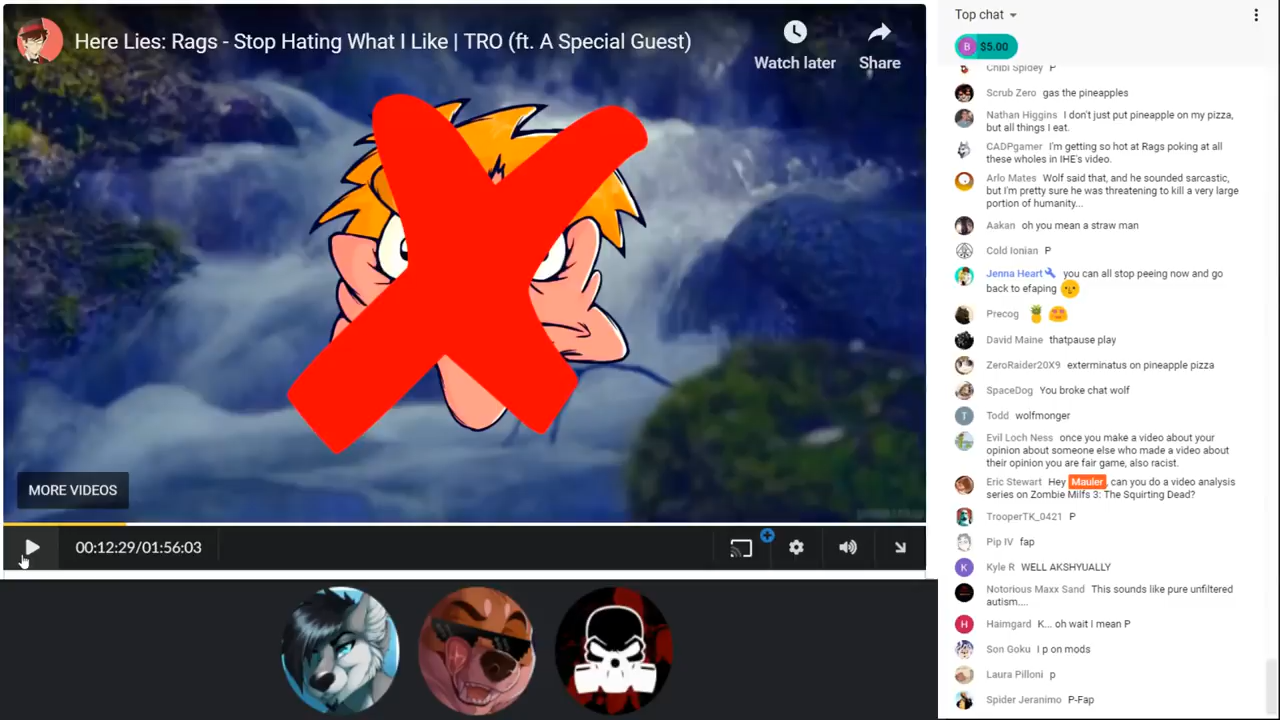 Here Lies: Rags - Stop Hating What I Like | TRO (ft. A Special Guest)
Watch later
Share
MORE VIDEOS
00:12:29/01:56:03
Top chat
B $5.00
Chibi Spidey P
Scrub Zero gas the pineapples
Nathan Higgins I don't just put pineapple on my pizza,
but all things I eat.
CADPgamer I'm getting so hot at Rags poking at all
these wholes in IHE's video.
Arlo Mates Wolf said that, and he sounded sarcastic,
but I'm pretty sure he was threatening to kill a very large
portion of humanity...
Aakan oh you mean a straw man
Cold Ionian P
Jenna Heart you can all stop peeing now and go
back to efaping
Precog
David Maine thatpause play
ZeroRaider20X9 exterminatus on pineapple pizza
SpaceDog You broke chat wolf
T Todd wolfmonger
Evil Loch Ness once you make a video about your
opinion about someone else who made a video about
their opinion you are fair game, also racist.
Eric Stewart Hey Mauler, can you do a video analysis
series on Zombie Milfs 3: The Squirting Dead?
TrooperTK_0421 P
Pip IV fap
K Kyle R WELL AKSHYUALLY
Notorious Maxx Sand This sounds like pure unfiltered
autism....
H Haimgard K... oh wait I mean P
Son Goku I p on mods
Laura Pilloni p
Spider Jeranimo P-Fap